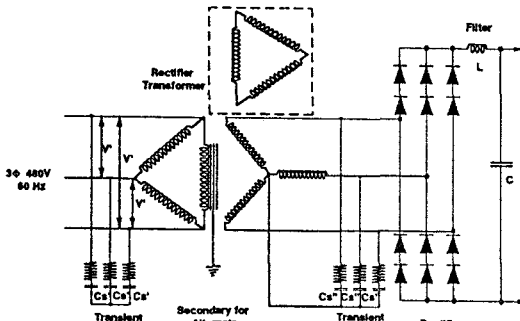 Filter
Rectifier
Transformer
L
V'
V'
3Φ 480V
60 Hz
V'
C
Cs' Cs' Cs'
Cs" Cs" Cs"
Transient
Secondary for
Transient